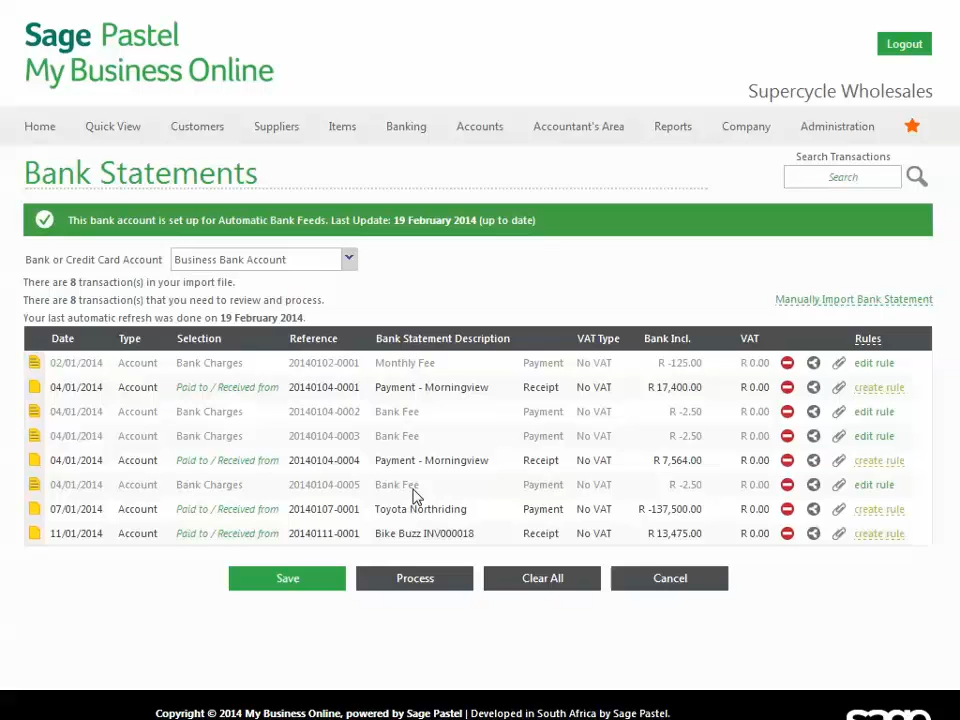 Sage Pastel
My Business Online
Logout
Supercycle Wholesales
Home Quick View Customers Suppliers Items Banking Accounts Accountant's Area Reports Company Administration
Bank Statements
Search Transactions
Search
This bank account is set up for Automatic Bank Feeds. Last Update: 19 February 2014 (up to date)
Bank or Credit Card Account Business Bank Account
There are 8 transaction(s) in your import file.
There are 8 transaction(s) that you need to review and process.
Manually Import Bank Statement
Your last automatic refresh was done on 19 February 2014.
Date Type Selection Reference Bank Statement Description VAT Type Bank Incl. VAT Rules
02/01/2014 Account Bank Charges 20140102-0001 Monthly Fee Payment No VAT R -125.00 R 0.00 edit rule
04/01/2014 Account Paid to / Received from 20140104-0001 Payment - Morningview Receipt No VAT R 17,400.00 R 0.00 create rule
04/01/2014 Account Bank Charges 20140104-0002 Bank Fee Payment No VAT R -2.50 R 0.00 edit rule
04/01/2014 Account Bank Charges 20140104-0003 Bank Fee Payment No VAT R -2.50 R 0.00 edit rule
04/01/2014 Account Paid to / Received from 20140104-0004 Payment - Morningview Receipt No VAT R 7,564.00 R 0.00 create rule
04/01/2014 Account Bank Charges 20140104-0005 Bank Fee Payment No VAT R -2.50 R 0.00 edit rule
07/01/2014 Account Paid to / Received from 20140107-0001 Toyota Northriding Payment No VAT R -137,500.00 R 0.00 create rule
11/01/2014 Account Paid to / Received from 20140111-0001 Bike Buzz INV000018 Receipt No VAT R 13,475.00 R 0.00 create rule
Save Process Clear All Cancel
Copyright © 2014 My Business Online, powered by Sage Pastel | Developed in South Africa by Sage Pastel.
sage